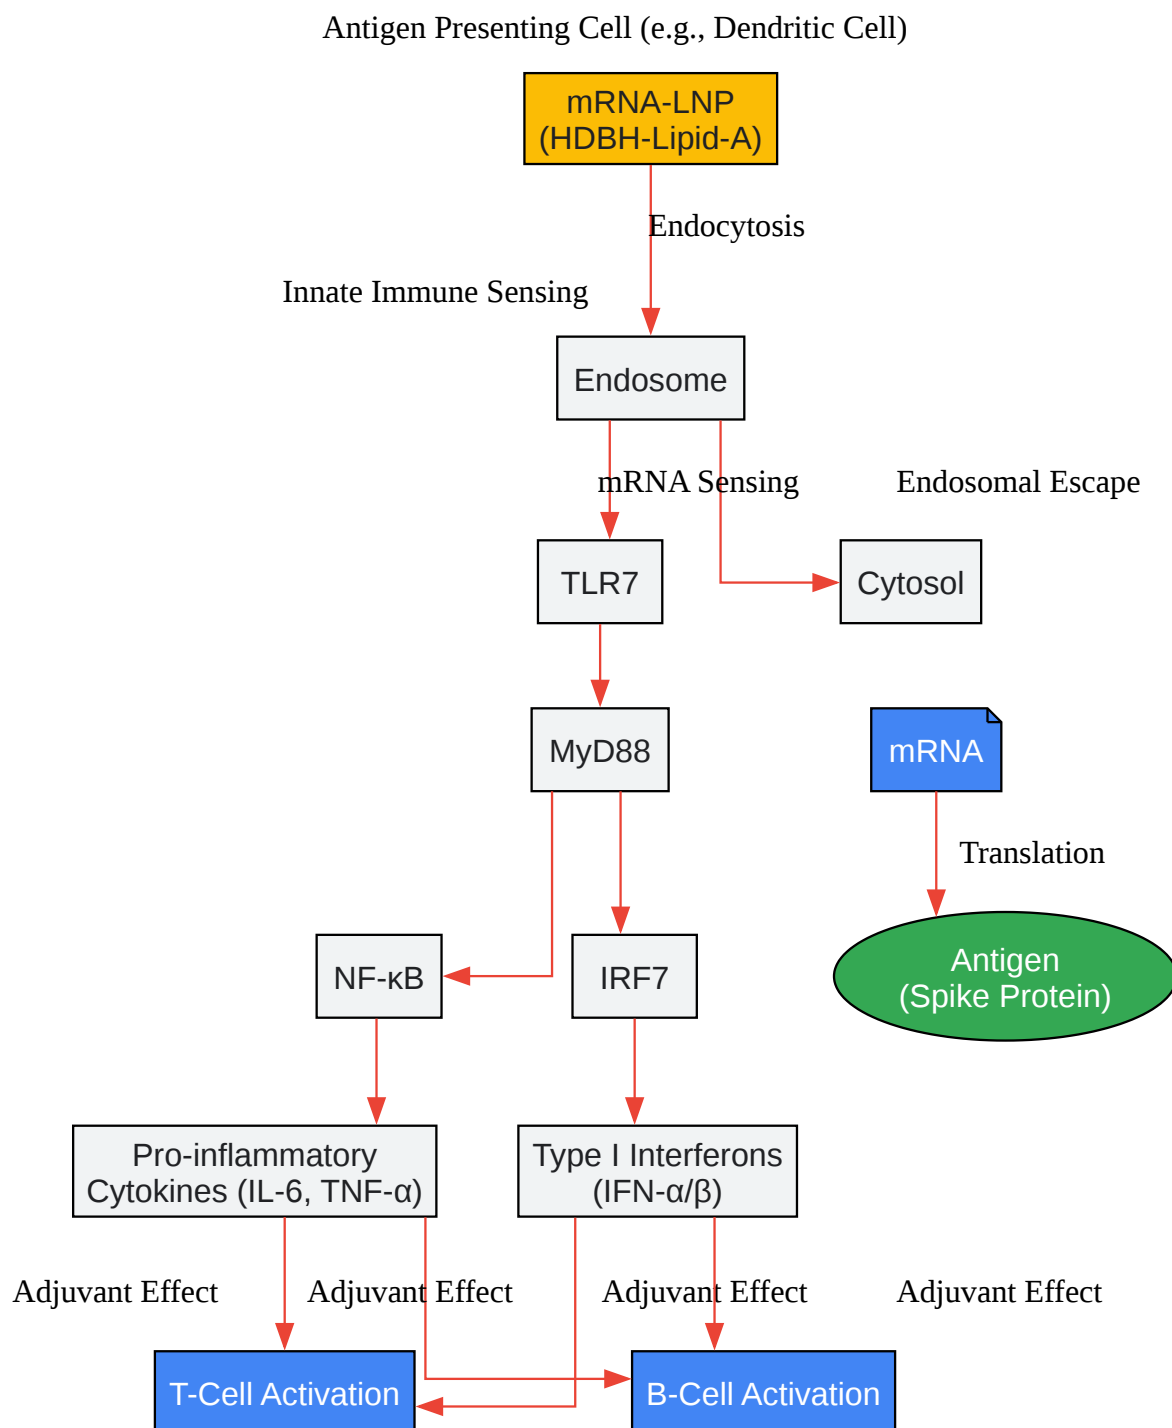 Antigen Presenting Cell (e.g., Dendritic Cell)
mRNA-LNP
(HDBH-Lipid-A)
Endocytosis
Innate Immune Sensing
Endosome
mRNA Sensing
Endosomal Escape
TLR7
Cytosol
MyD88
mRNA
Translation
NF-κB
IRF7
Antigen
(Spike Protein)
Pro-inflammatory
Cytokines (IL-6, TNF-α)
Type I Interferons
(IFN-α/β)
Adjuvant Effect
Adjuvant Effect
Adjuvant Effect
Adjuvant Effect
T-Cell Activation
B-Cell Activation